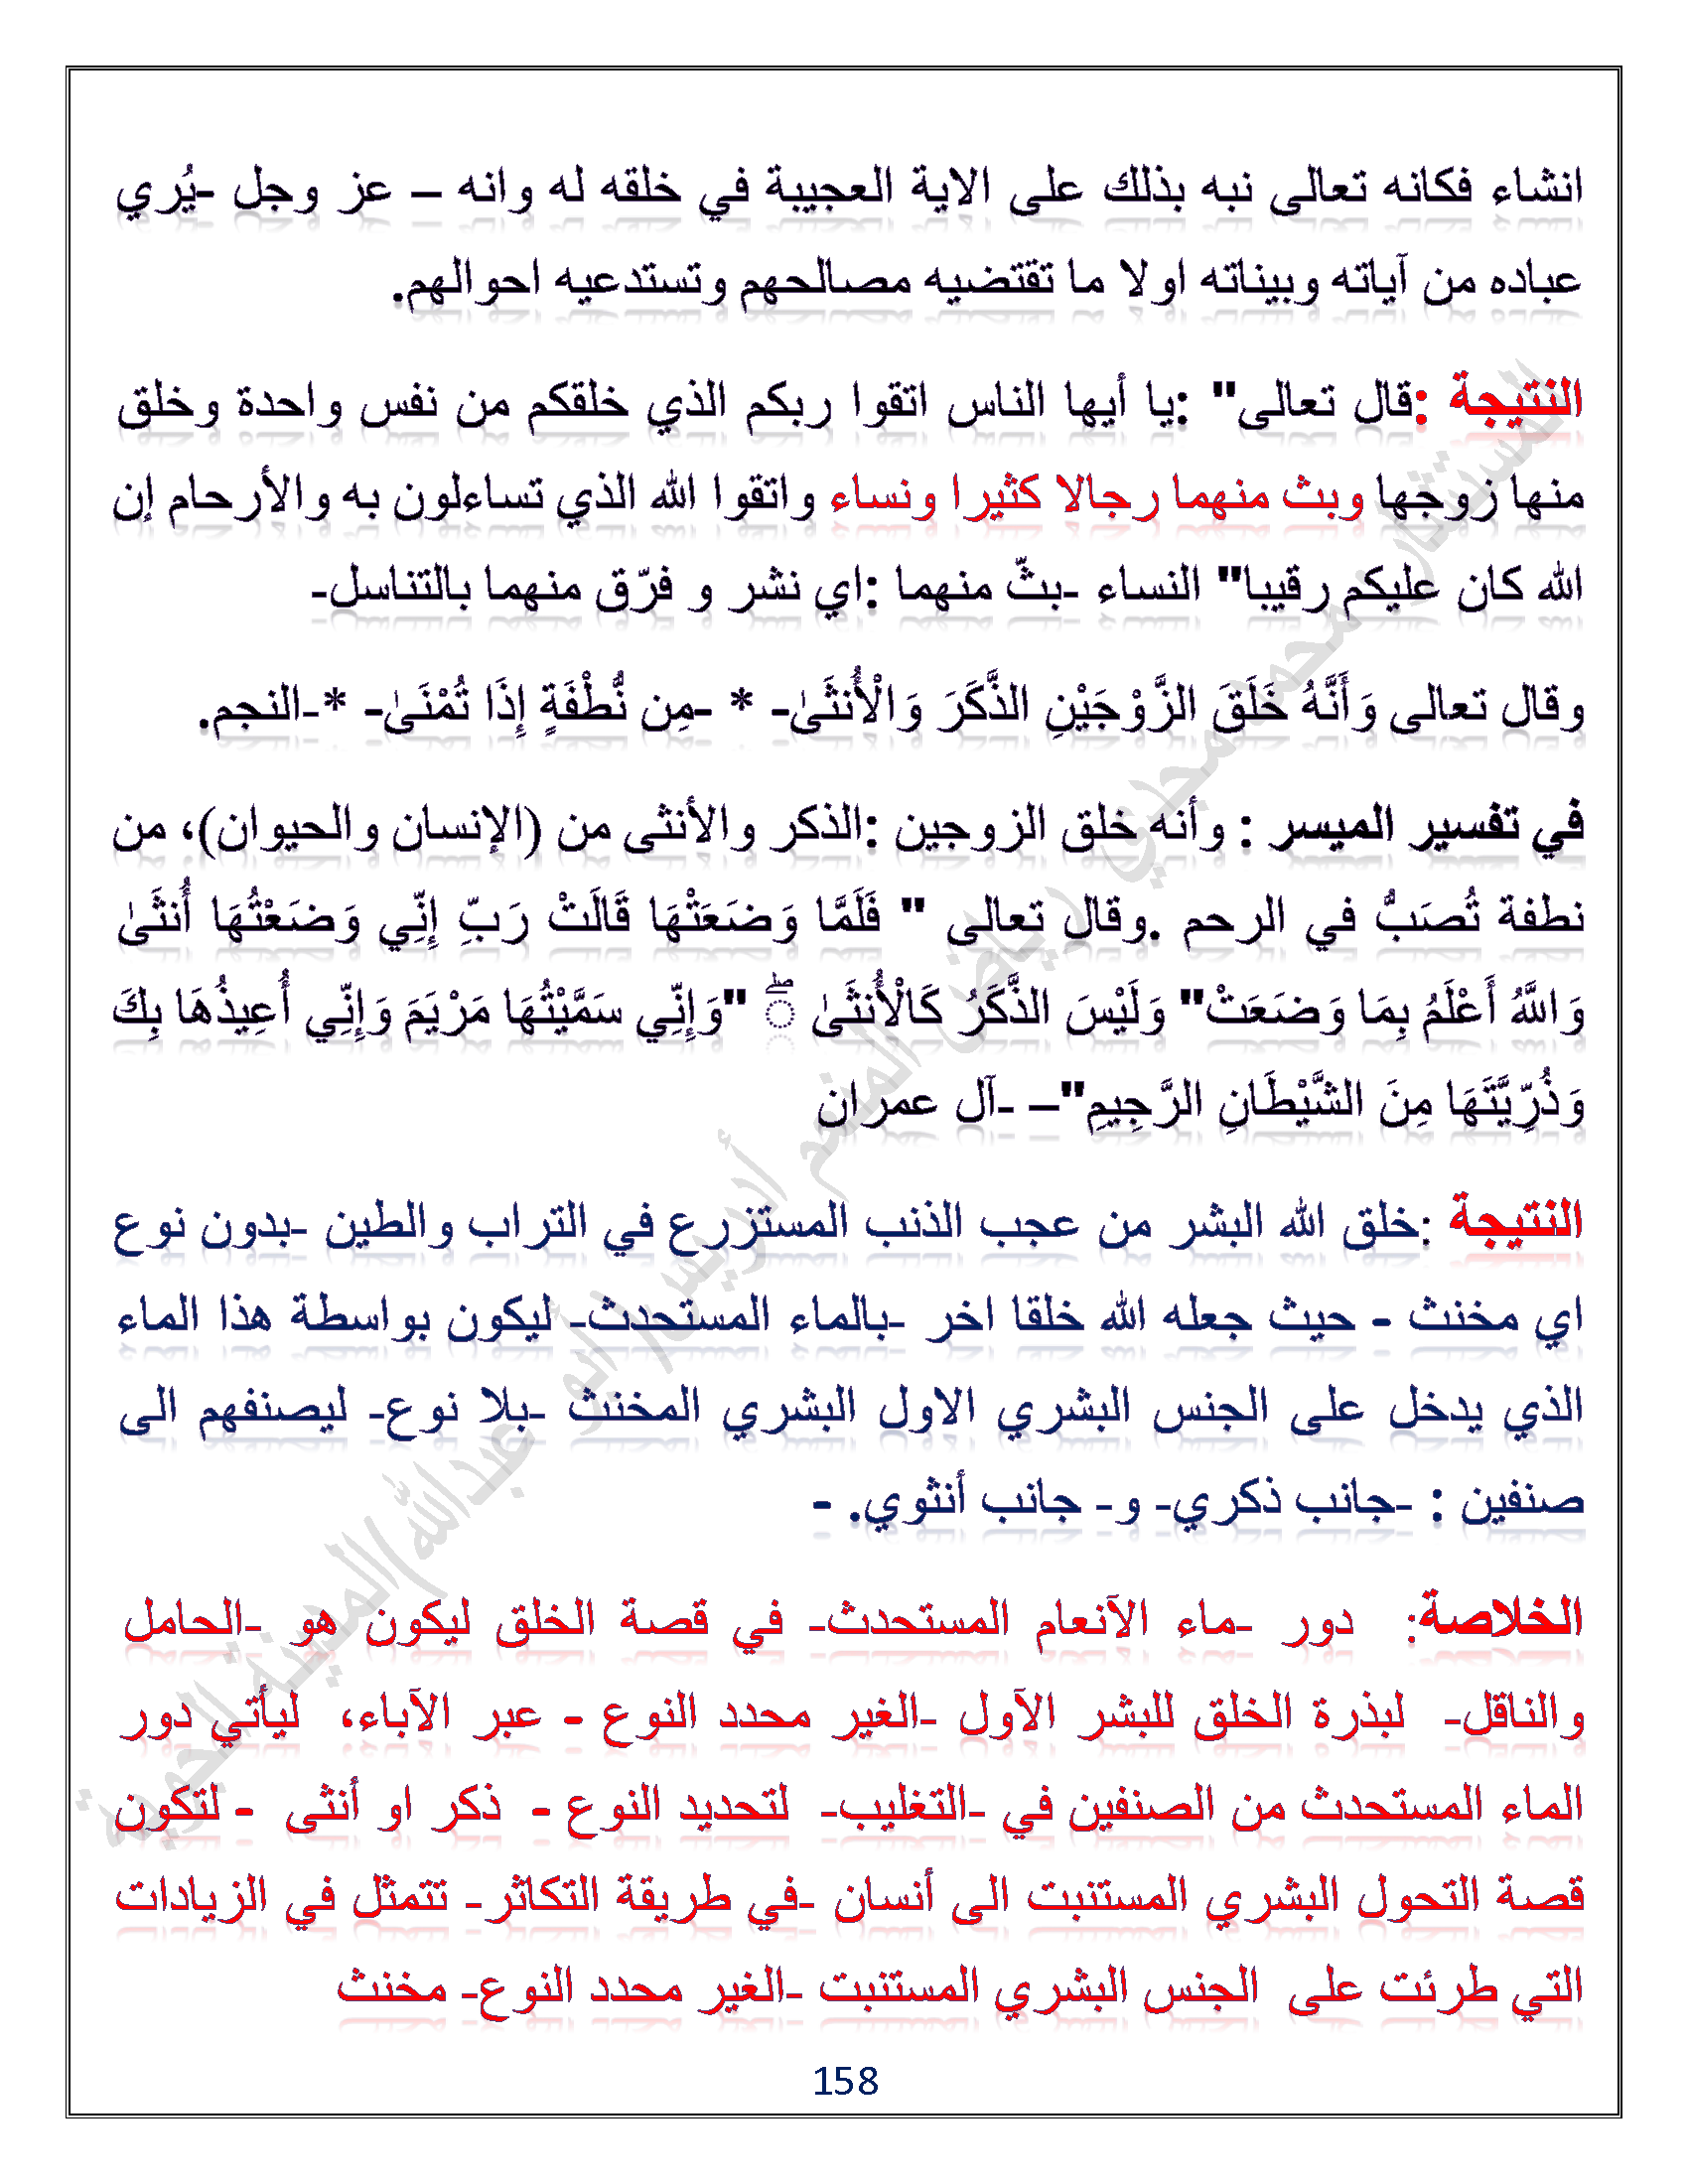 انشاء فكانه تعالى نبه بذلك على الاية العجيبة في خلقه له وانه – عز وجل -يُري
عباده من آياته وبيناته اولا ما تقتضيه مصالحهم وتستدعيه احوالهم.
النتيجة :قال تعالى" :يا أيها الناس اتقوا ربكم الذي خلقكم من نفس واحدة وخلق
منها زوجها وبث منهما رجالا كثيرا ونساء واتقوا الله الذي تساءلون به والأرحام إن
الله كان عليكم رقيبا" النساء -بثّ منهما :اي نشر و فرّق منهما بالتناسل-
وقال تعالى وَأَنَّهُ خَلَقَ الزَّوْجَيْنِ الذَّكَرَ وَالْأُنثَىٰ- * -مِن نُّطْفَةٍ إِذَا تُمْنَىٰ- *-النجم.
في تفسير الميسر : وأنه خلق الزوجين :الذكر والأنثى من (الإنسان والحيوان)، من
نطفة تُصَبُّ في الرحم .وقال تعالى " فَلَمَّا وَضَعَتْهَا قَالَتْ رَبِّ إِنِّي وَضَعْتُهَا أُنثَىٰ
وَاللَّهُ أَعْلَمُ بِمَا وَضَعَتْ" وَلَيْسَ الذَّكَرُ كَالْأُنثَىٰ ۖ "وَإِنِّي سَمَّيْتُهَا مَرْيَمَ وَإِنِّي أُعِيذُهَا بِكَ
وَذُرِّيَّتَهَا مِنَ الشَّيْطَانِ الرَّجِيمِ"– -آل عمران
النتيجة :خلق الله البشر من عجب الذنب المستزرع في التراب والطين -بدون نوع
اي مخنث - حيث جعله الله خلقا اخر -بالماء المستحدث- ليكون بواسطة هذا الماء
الذي يدخل على الجنس البشري الاول البشري المخنث -بلا نوع- ليصنفهم الى
صنفين : -جانب ذكري- و- جانب أنثوي. -
الخلاصة: دور -ماء الآنعام المستحدث- في قصة الخلق ليكون هو -الحامل
والناقل- لبذرة الخلق للبشر الآول -الغير محدد النوع - عبر الآباء، ليأتي دور
الماء المستحدث من الصنفين في -التغليب- لتحديد النوع - ذكر او أنثى - لتكون
قصة التحول البشري المستنبت الى أنسان -في طريقة التكاثر- تتمثل في الزيادات
التي طرئت على الجنس البشري المستنبت -الغير محدد النوع- مخنث
158
المستشار محمد مجدي رياض المنعم أدريس(أبو عبدالله)المدينة الجوية